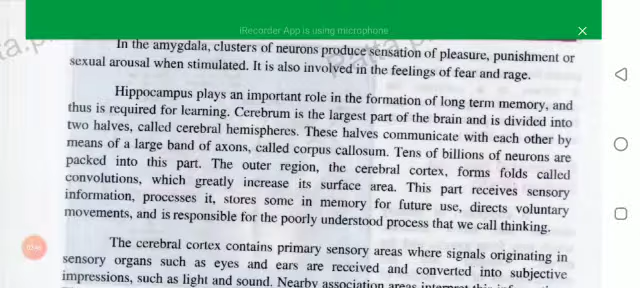 iRecorder App is using microphone
In the amygdala, clusters of neurons produce sensation of pleasure, punishment or
sexual arousal when stimulated. It is also involved in the feelings of fear and rage.
Hippocampus plays an important role in the formation of long term memory, and
thus is required for learning. Cerebrum is the largest part of the brain and is divided into
two halves, called cerebral hemispheres. These halves communicate with each other by
means of a large band of axons, called corpus callosum. Tens of billions of neurons are
packed into this part. The outer region, the cerebral cortex, forms folds called
convolutions, which greatly increase its surface area. This part receives sensory
information, processes it, stores some in memory for future use, directs voluntary
movements, and is responsible for the poorly understood process that we call thinking.
The cerebral cortex contains primary sensory areas where signals originating in
sensory organs such as eyes and ears are received and converted into subjective
impressions, such as light and sound. Nearby association areas interpret this